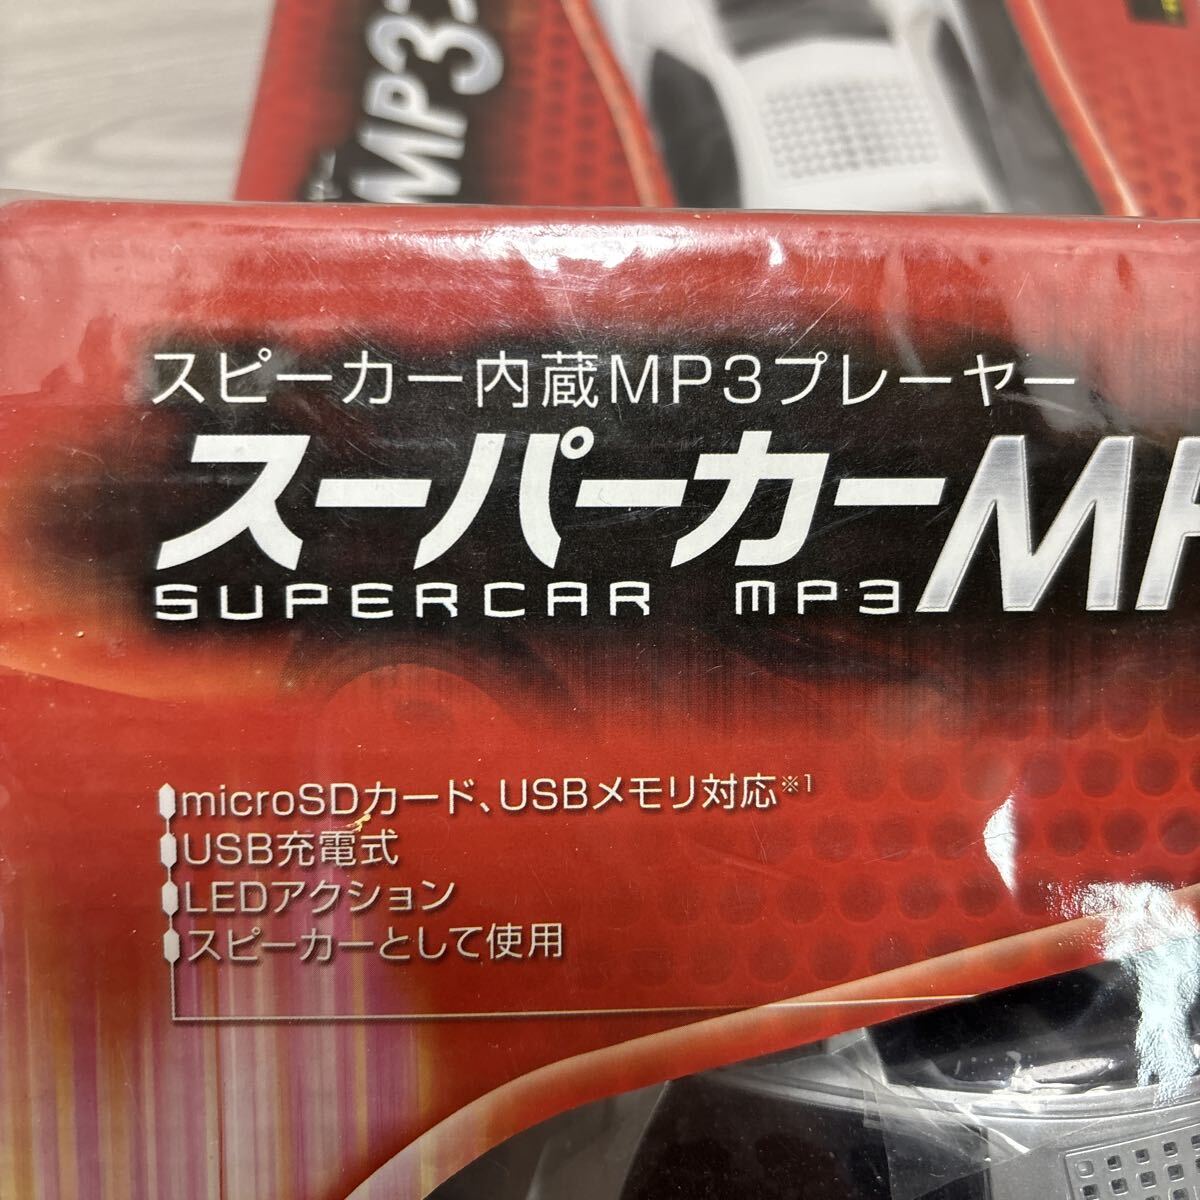 MP3
スピーカー内蔵MP3プレーヤー
スーパーカーMP
SUPERCAR MP3
microSDカード、USBメモリ対応※1
USB充電式
LEDアクション
スピーカーとして使用